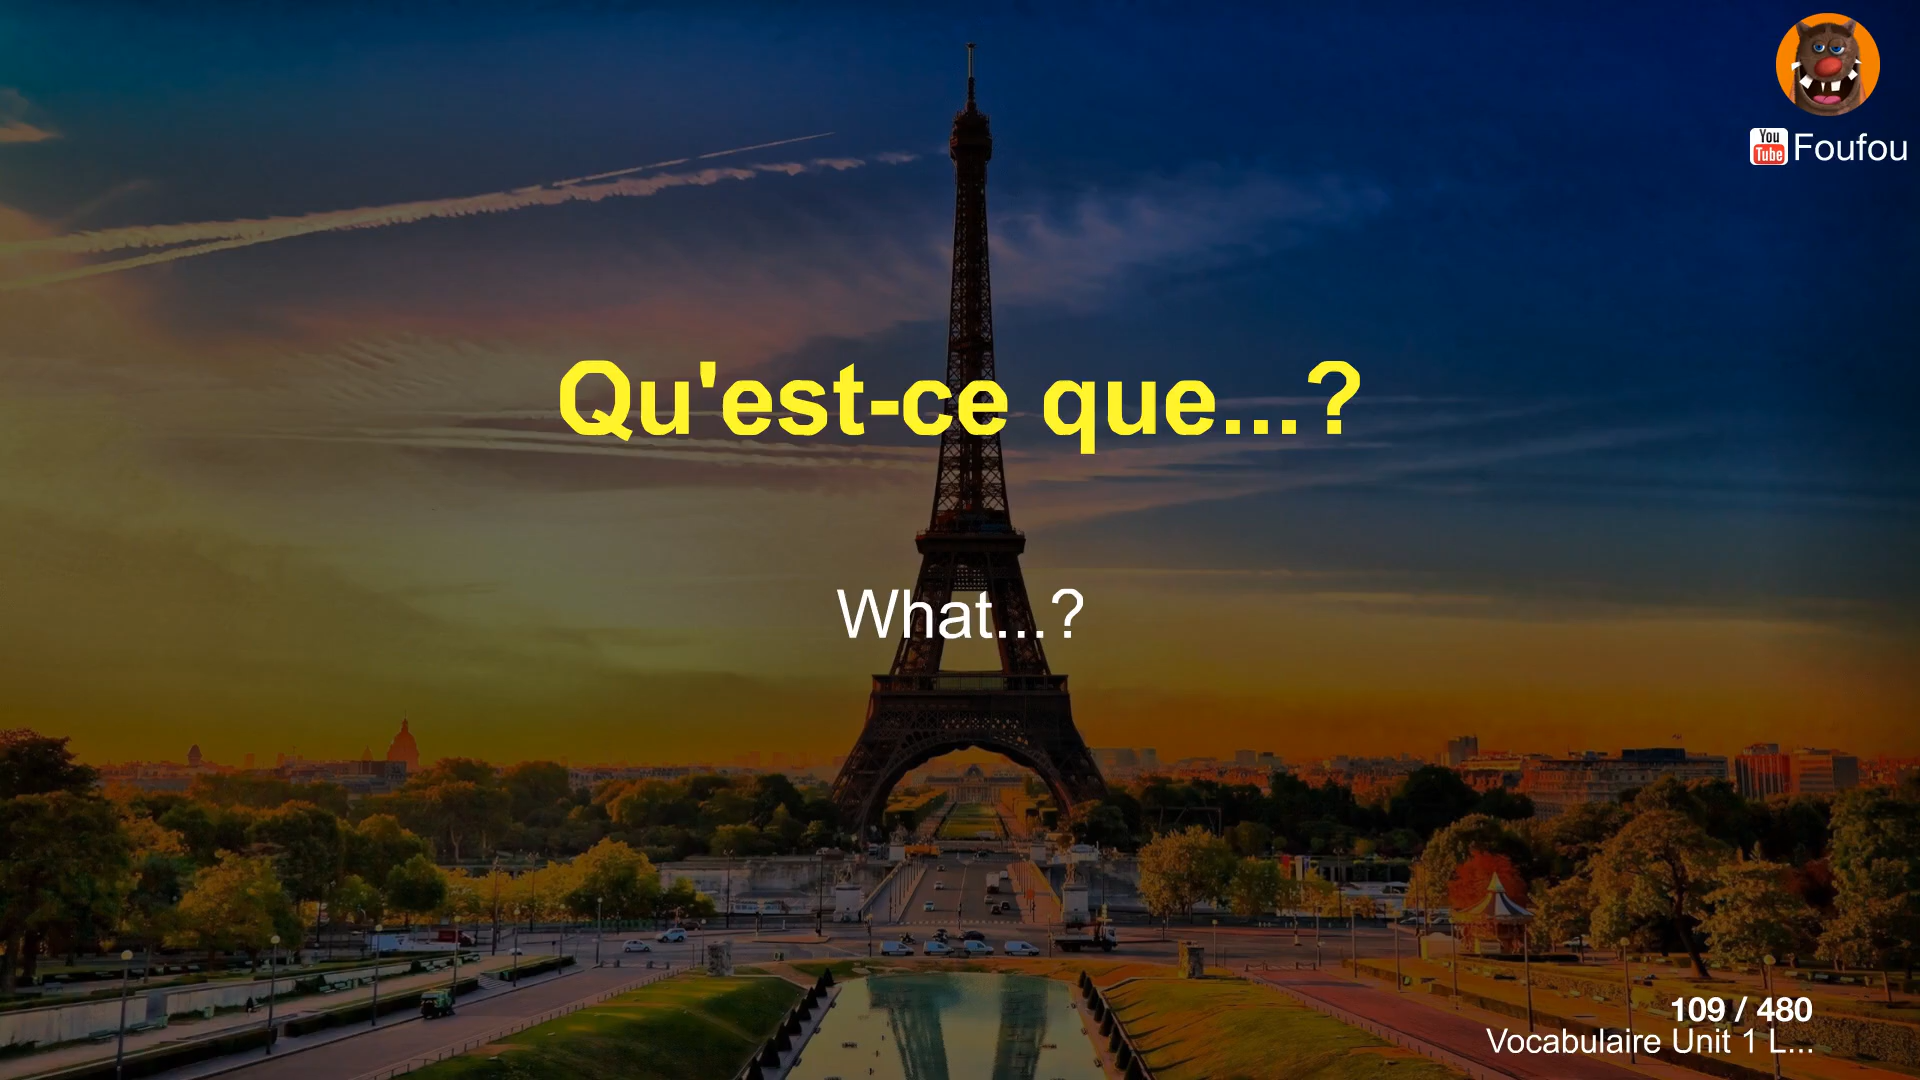 You
Tube
Foufou
Qu'est-ce que...?
What...?
109 / 480
Vocabulaire Unit 1 L...